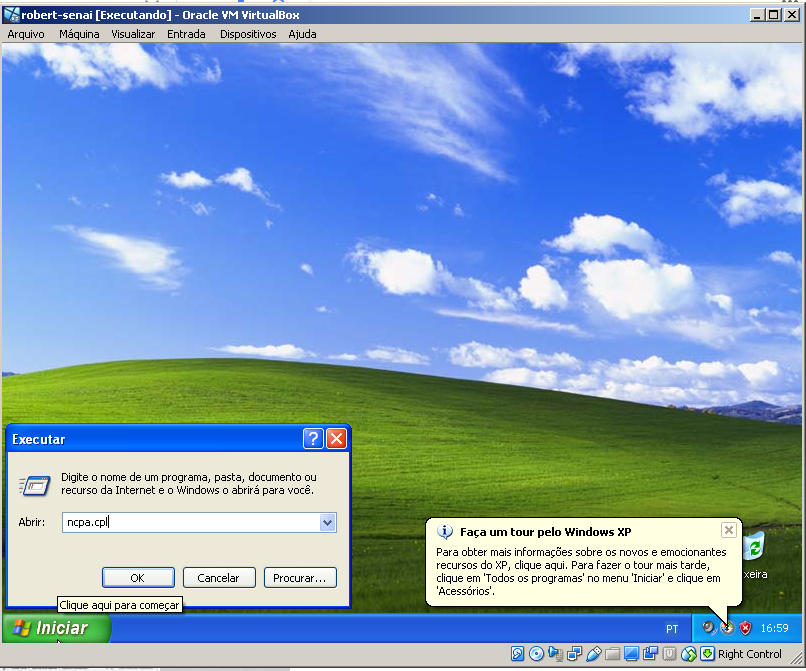 robert-senai [Executando] - Oracle VM VirtualBox
Arquivo Máquina Visualizar Entrada Dispositivos Ajuda
Executar
Digite o nome de um programa, pasta, documento ou
recurso da Internet e o Windows o abrirá para você.
Abrir: ncpa.cpl
OK Cancelar Procurar...
Clique aqui para começar
Faça um tour pelo Windows XP
Para obter mais informações sobre os novos e emocionantes
recursos do XP, clique aqui. Para fazer o tour mais tarde,
clique em 'Todos os programas' no menu 'Iniciar' e clique em
'Acessórios'.
xeira
Iniciar
PT
16:59
Right Control